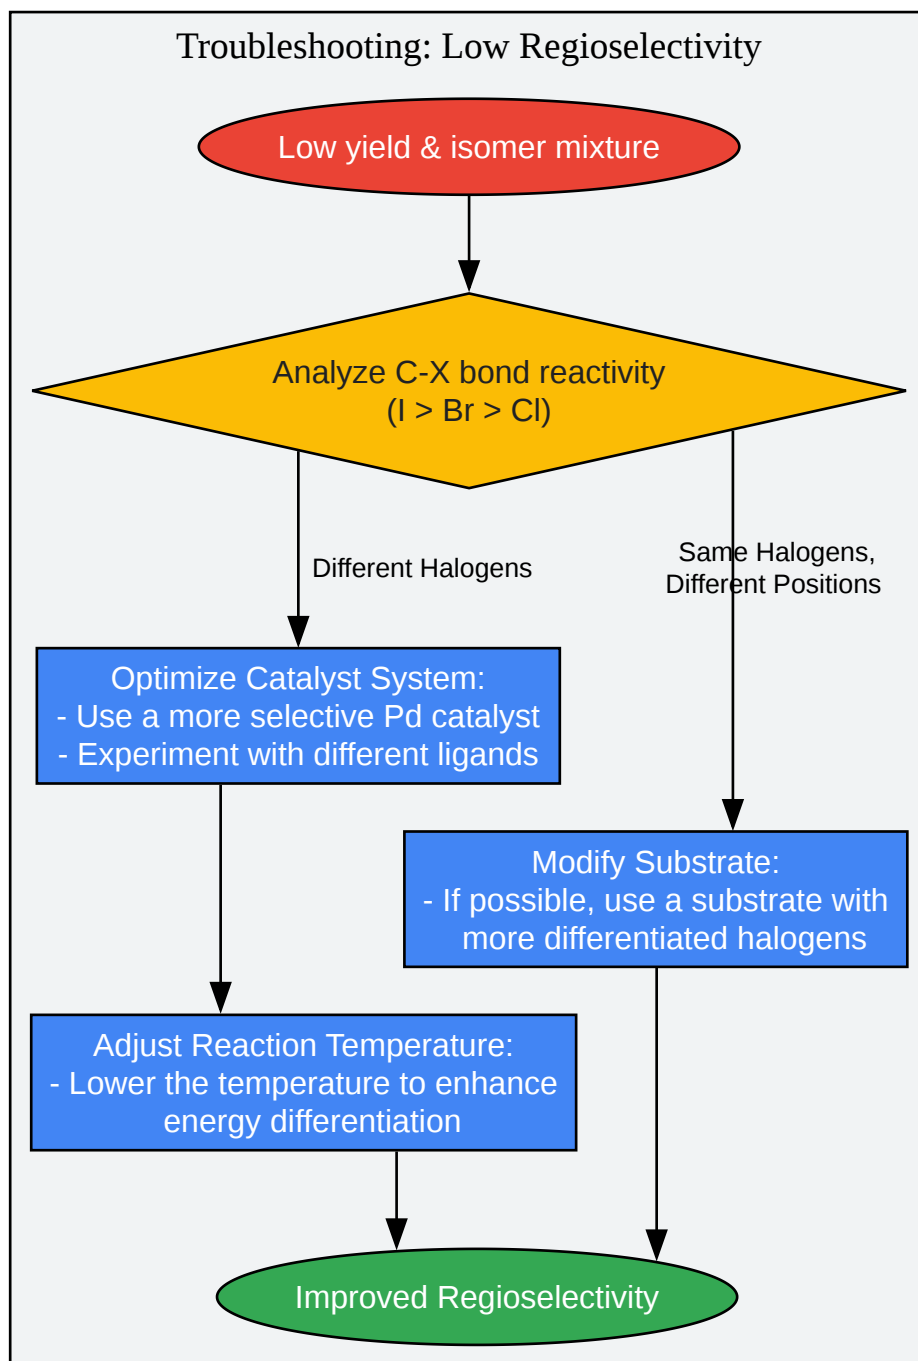 Troubleshooting: Low Regioselectivity
Low yield & isomer mixture
Analyze C-X bond reactivity
(I > Br > Cl)
Different Halogens
Same Halogens,
Different Positions
Optimize Catalyst System:
- Use a more selective Pd catalyst
- Experiment with different ligands
Modify Substrate:
- If possible, use a substrate with
more differentiated halogens
Adjust Reaction Temperature:
- Lower the temperature to enhance
energy differentiation
Improved Regioselectivity